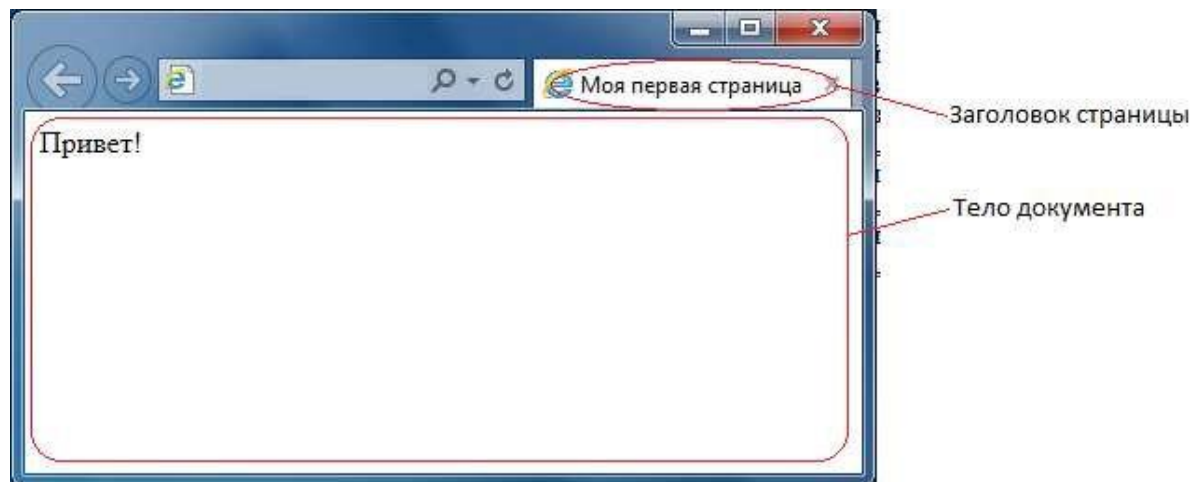 Моя первая страница
Заголовок страницы
Привет!
Тело документа